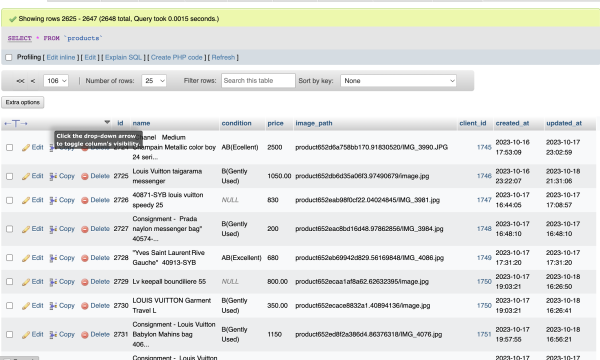 Showing rows 2625 - 2647 (2648 total, Query took 0.0015 seconds.)
SELECT * FROM `products`
Profiling [ Edit inline ] [ Edit ] [ Explain SQL ] [ Create PHP code ] [ Refresh ]
<< < 106 Number of rows: 25 Filter rows: Search this table Sort by key: None
Extra options
id name condition price image_path client_id created_at updated_at
Click the drop-down arrow
to toggle column's visibility.
Edit Copy Delete Medium Champain Metallic color boy 24 seri... AB(Ecellent) 2500 product652d6a758bb170.91830520/IMG_3990.JPG 1745 2023-10-16 17:53:09 2023-10-17 23:02:59
Edit Copy Delete 2725 Louis Vuitton taigarama messenger B(Gently Used) 1050.00 product652db6d35a06f3.97490679/image.jpg 1746 2023-10-16 23:22:07 2023-10-18 21:31:06
Edit Copy Delete 2726 40871-SYB louis vuitton speedy 25 NULL 830 product652eab98f0cf22.04024845/IMG_3981.jpg 1747 2023-10-17 16:44:05 2023-10-17 17:08:57
Edit Copy Delete 2727 Consignment - Prada naylon messenger bag" 40574-... B(Gently Used) 200 product652eac8bd16d48.97862856/IMG_3984.jpg 1748 2023-10-17 16:48:10 2023-10-17 16:48:10
Edit Copy Delete 2728 "Yves Saint Laurent Rive Gauche" 40913-SYB AB(Excellent) 680 product652eb69942d829.56169848/IMG_4086.jpg 1749 2023-10-17 17:31:20 2023-10-17 17:31:20
Edit Copy Delete 2729 Lv keepall boundiliere 55 NULL 800.00 product652ecaa1af8a62.62632395/image.jpg 1750 2023-10-17 19:03:21 2023-10-18 16:26:50
Edit Copy Delete 2730 LOUIS VUITTON Garment Travel L B(Gently Used) 350.00 product652ecace8832a1.40894136/image.jpg 1750 2023-10-17 19:03:21 2023-10-18 16:26:41
Edit Copy Delete 2731 Consignment - Louis Vuitton Babylon Mahins bag 406... B(Gently Used) 1150 product652ed8f2a386d4.86376318/IMG_4076.jpg 1751 2023-10-17 19:57:55 2023-10-18 16:56:21
Consignment - Louis Vuitton B(Gently 2023-10-17 2023-10-17